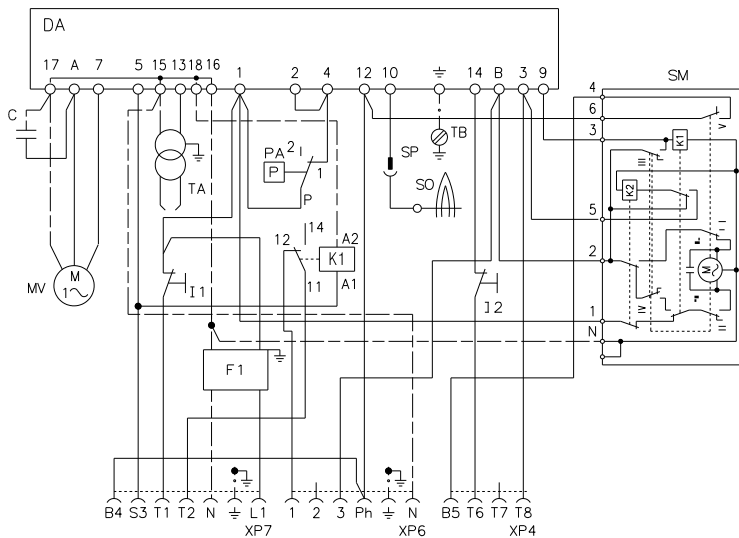 DA
SM
17 A 7 5 15 13 18 16 1 2 4 12 10 14 B 3 9
C
4
6
3
5
2
1
N
TB
SP
SO
PA
2 I
P
1
P
TA
K1
K2
III
V
I
II
IV
M
14
12
11
A2
K1
A1
I1
I2
MV
M
1~
F1
B4 S3 T1 T2 N L1 1 2 3 Ph N B5 T6 T7 T8
XP7 XP6 XP4